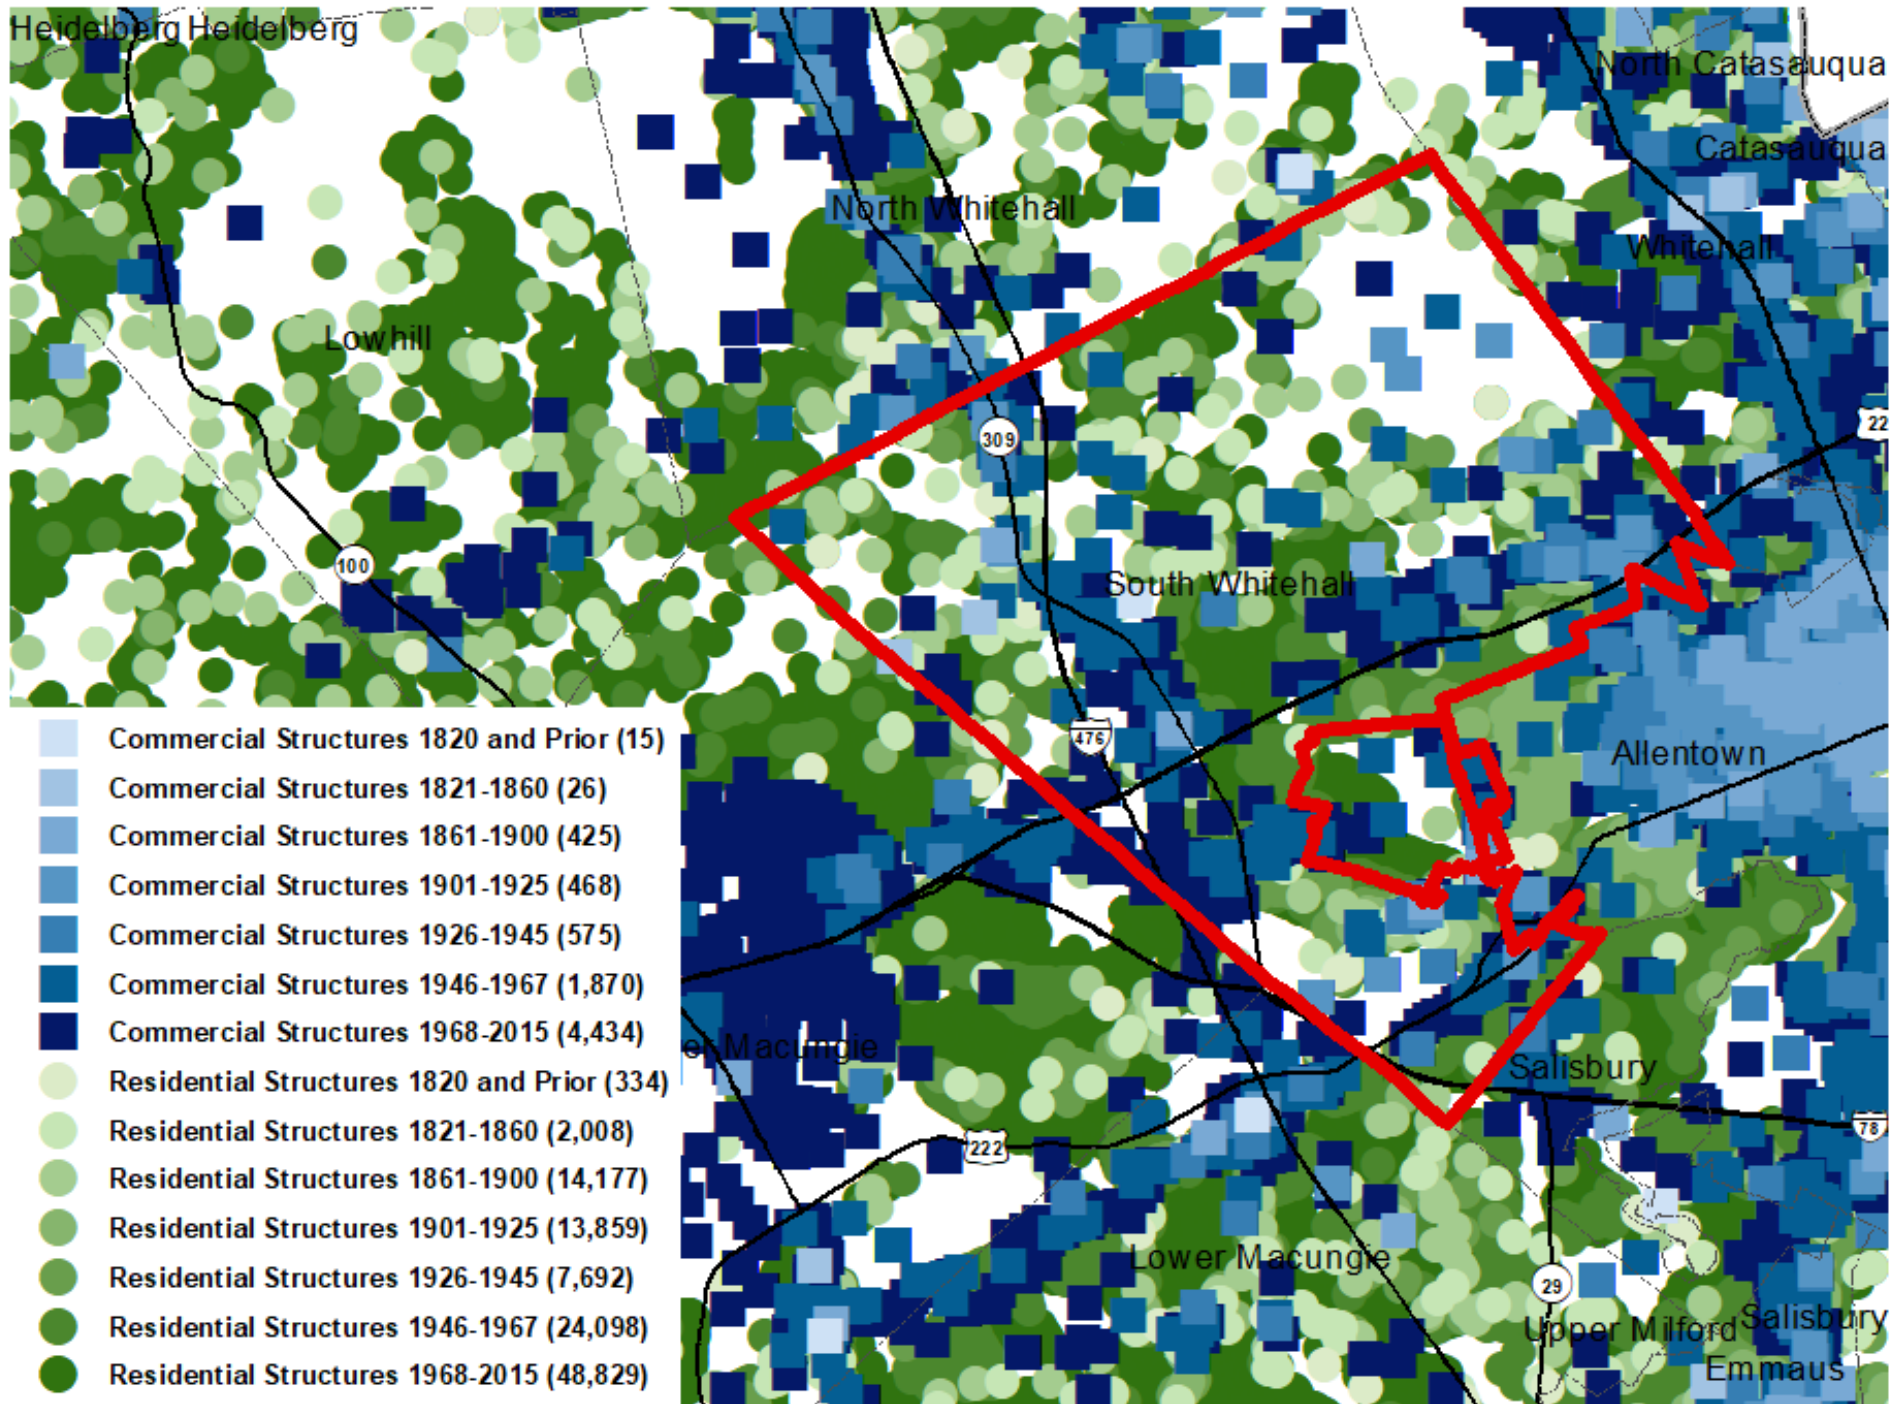 Heidelberg Heidelberg
North Catasauqua
Catasauqua
North Whitehall
Whitehall
Lowhill
22
309
100
South Whitehall
476
Allentown
Commercial Structures 1820 and Prior (15)
Commercial Structures 1821-1860 (26)
Commercial Structures 1861-1900 (425)
Commercial Structures 1901-1925 (468)
Commercial Structures 1926-1945 (575)
Commercial Structures 1946-1967 (1,870)
Commercial Structures 1968-2015 (4,434)
Residential Structures 1820 and Prior (334)
Residential Structures 1821-1860 (2,008)
Residential Structures 1861-1900 (14,177)
Residential Structures 1901-1925 (13,859)
Residential Structures 1926-1945 (7,692)
Residential Structures 1946-1967 (24,098)
Residential Structures 1968-2015 (48,829)
er Macungie
Salisbury
78
222
Lower Macungie
29
Upper Milford
Salisbury
Emmaus